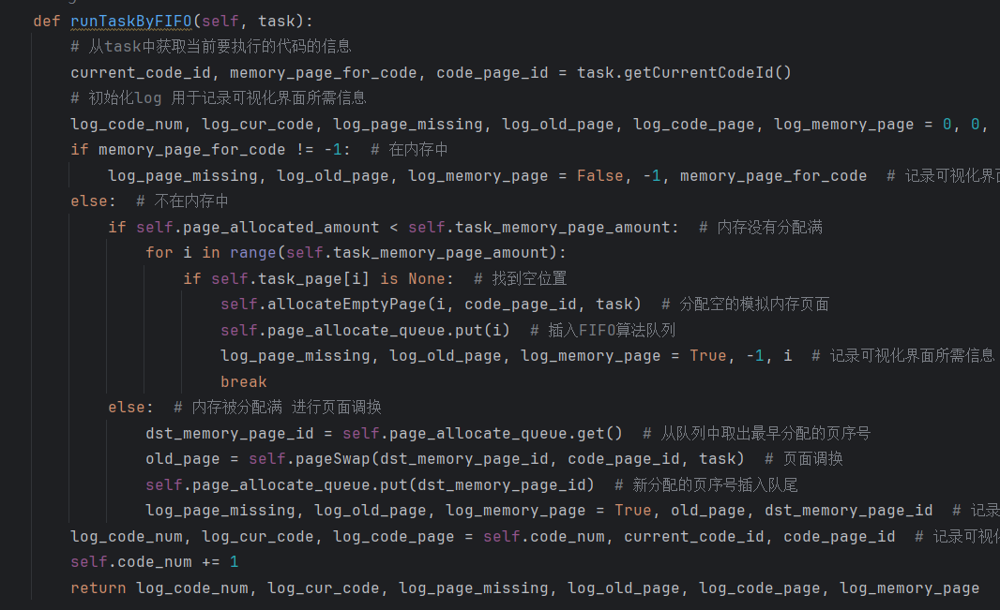 def runTaskByFIFO(self, task):
# 从task中获取当前要执行的代码的信息
current_code_id, memory_page_for_code, code_page_id = task.getCurrentCodeId()
# 初始化log 用于记录可视化界面所需信息
log_code_num, log_cur_code, log_page_missing, log_old_page, log_code_page, log_memory_page = 0, 0,
if memory_page_for_code != -1:  # 在内存中
log_page_missing, log_old_page, log_memory_page = False, -1, memory_page_for_code  # 记录可视化界面
else:  # 不在内存中
if self.page_allocated_amount < self.task_memory_page_amount:  # 内存没有分配满
for i in range(self.task_memory_page_amount):
if self.task_page[i] is None:  # 找到空位置
self.allocateEmptyPage(i, code_page_id, task)  # 分配空的模拟内存页面
self.page_allocate_queue.put(i)  # 插入FIFO算法队列
log_page_missing, log_old_page, log_memory_page = True, -1, i  # 记录可视化界面所需信息
break
else:  # 内存被分配满 进行页面调换
dst_memory_page_id = self.page_allocate_queue.get()  # 从队列中取出最早分配的页序号
old_page = self.pageSwap(dst_memory_page_id, code_page_id, task)  # 页面调换
self.page_allocate_queue.put(dst_memory_page_id)  # 新分配的页序号插入队尾
log_page_missing, log_old_page, log_memory_page = True, old_page, dst_memory_page_id  # 记录
log_code_num, log_cur_code, log_code_page = self.code_num, current_code_id, code_page_id  # 记录可视化
self.code_num += 1
return log_code_num, log_cur_code, log_page_missing, log_old_page, log_code_page, log_memory_page